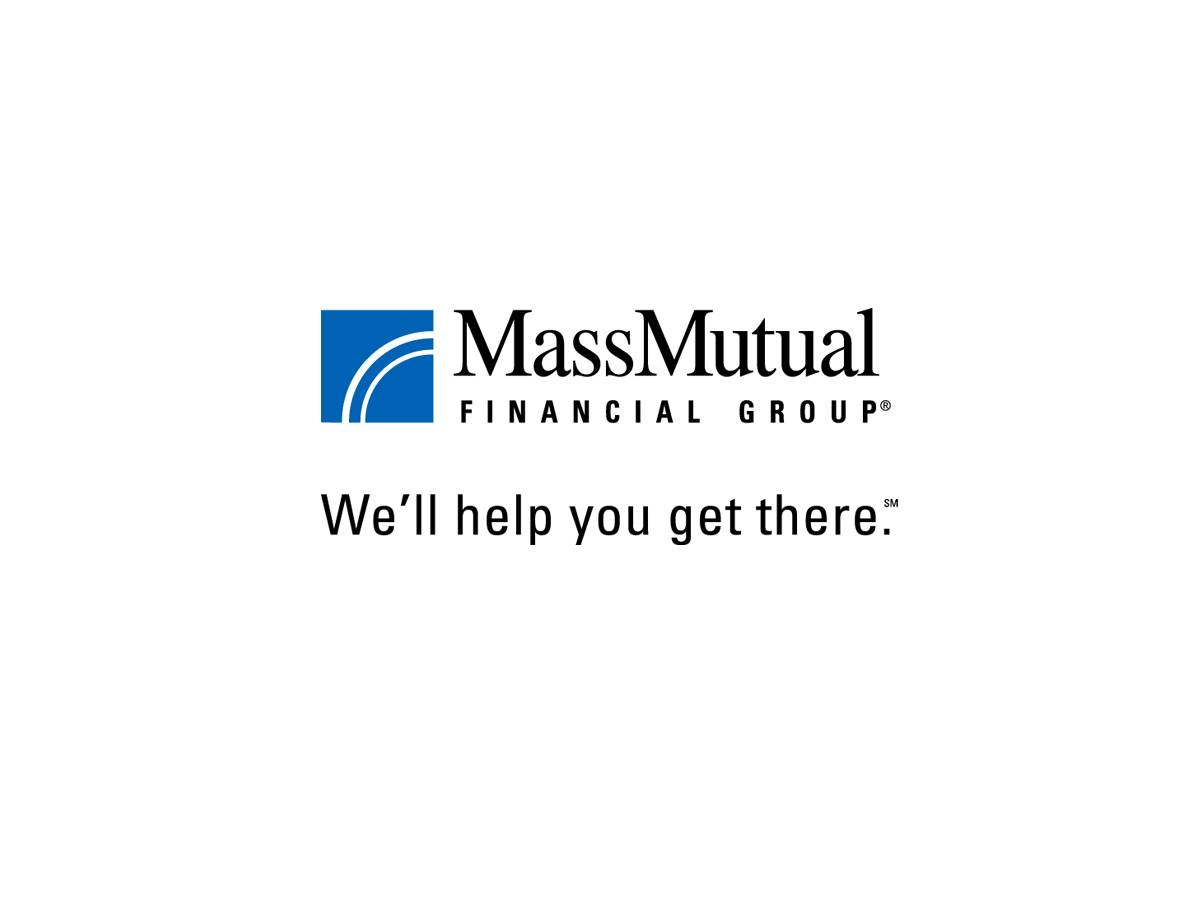 MassMutual
FINANCIAL GROUP®
We’ll help you get there.℠